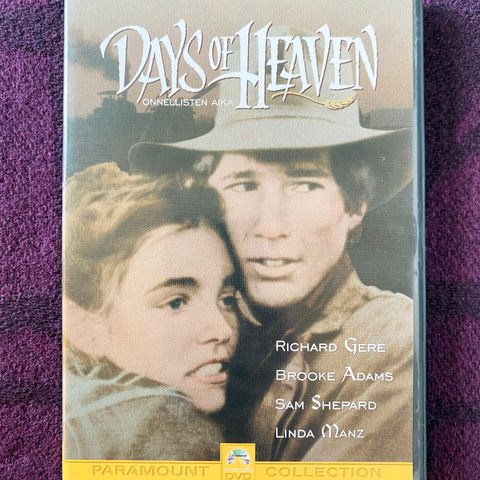 DAYS OF HEAVEN
ONNELLISTEN AIKA
RICHARD GERE
BROOKE ADAMS
SAM SHEPARD
LINDA MANZ
PARAMOUNT DVD COLLECTION